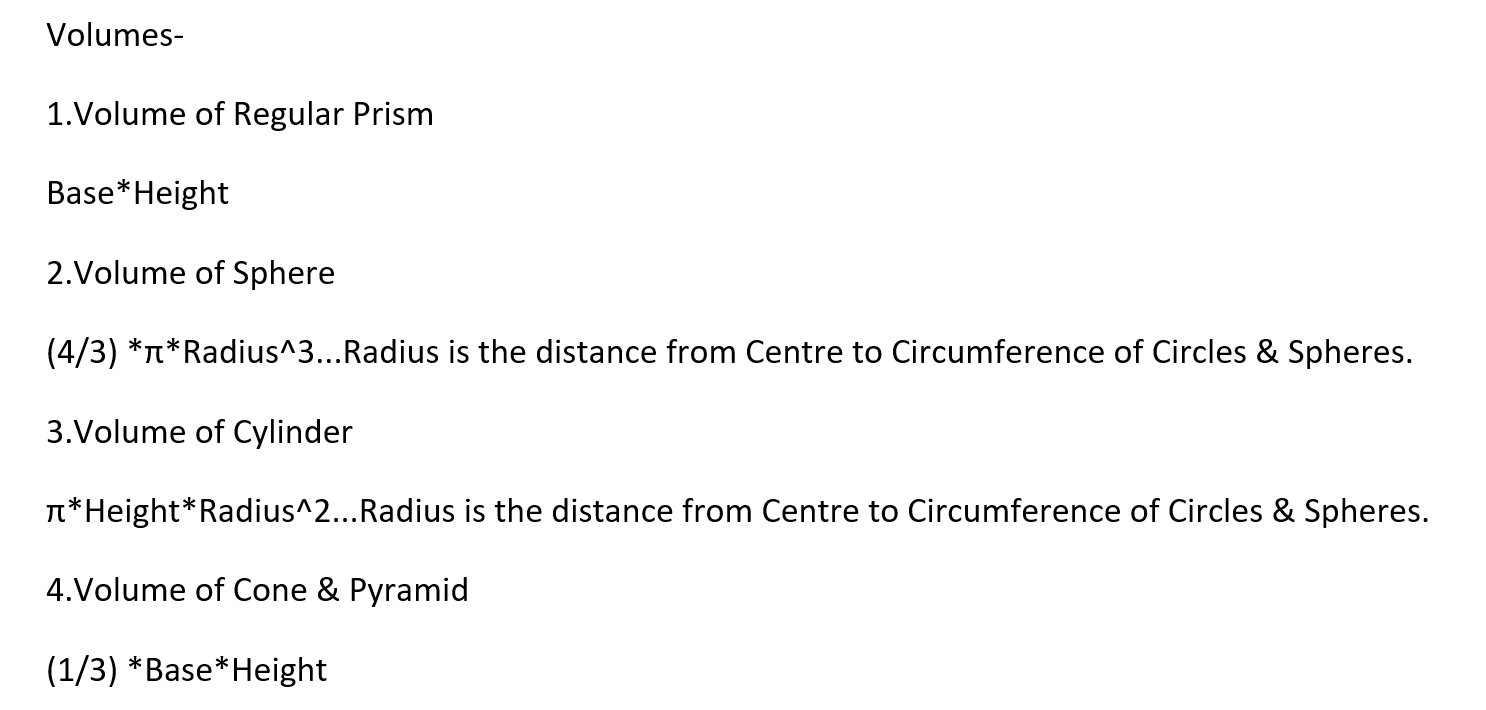 Volumes-
1.Volume of Regular Prism
Base*Height
2.Volume of Sphere
(4/3) *π*Radius^3...Radius is the distance from Centre to Circumference of Circles & Spheres.
3.Volume of Cylinder
π*Height*Radius^2...Radius is the distance from Centre to Circumference of Circles & Spheres.
4.Volume of Cone & Pyramid
(1/3) *Base*Height